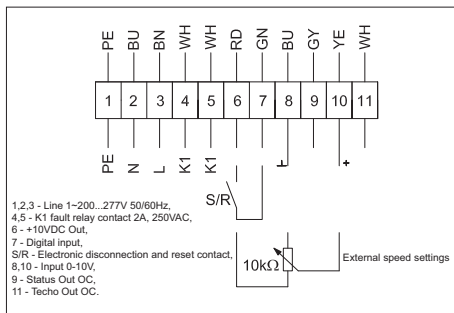 PE BU BN WH WH RD GN BU GY YE WH
1 2 3 4 5 6 7 8 9 10 11
PE N L K1 K1 ⊥ +
S/R
1,2,3 - Line 1~200...277V 50/60Hz,
4,5 - K1 fault relay contact 2A, 250VAC,
6 - +10VDC Out,
7 - Digital input,
S/R - Electronic disconnection and reset contact,
8,10 - Input 0-10V,
9 - Status Out OC,
11 - Techo Out OC.
10kΩ
External speed settings